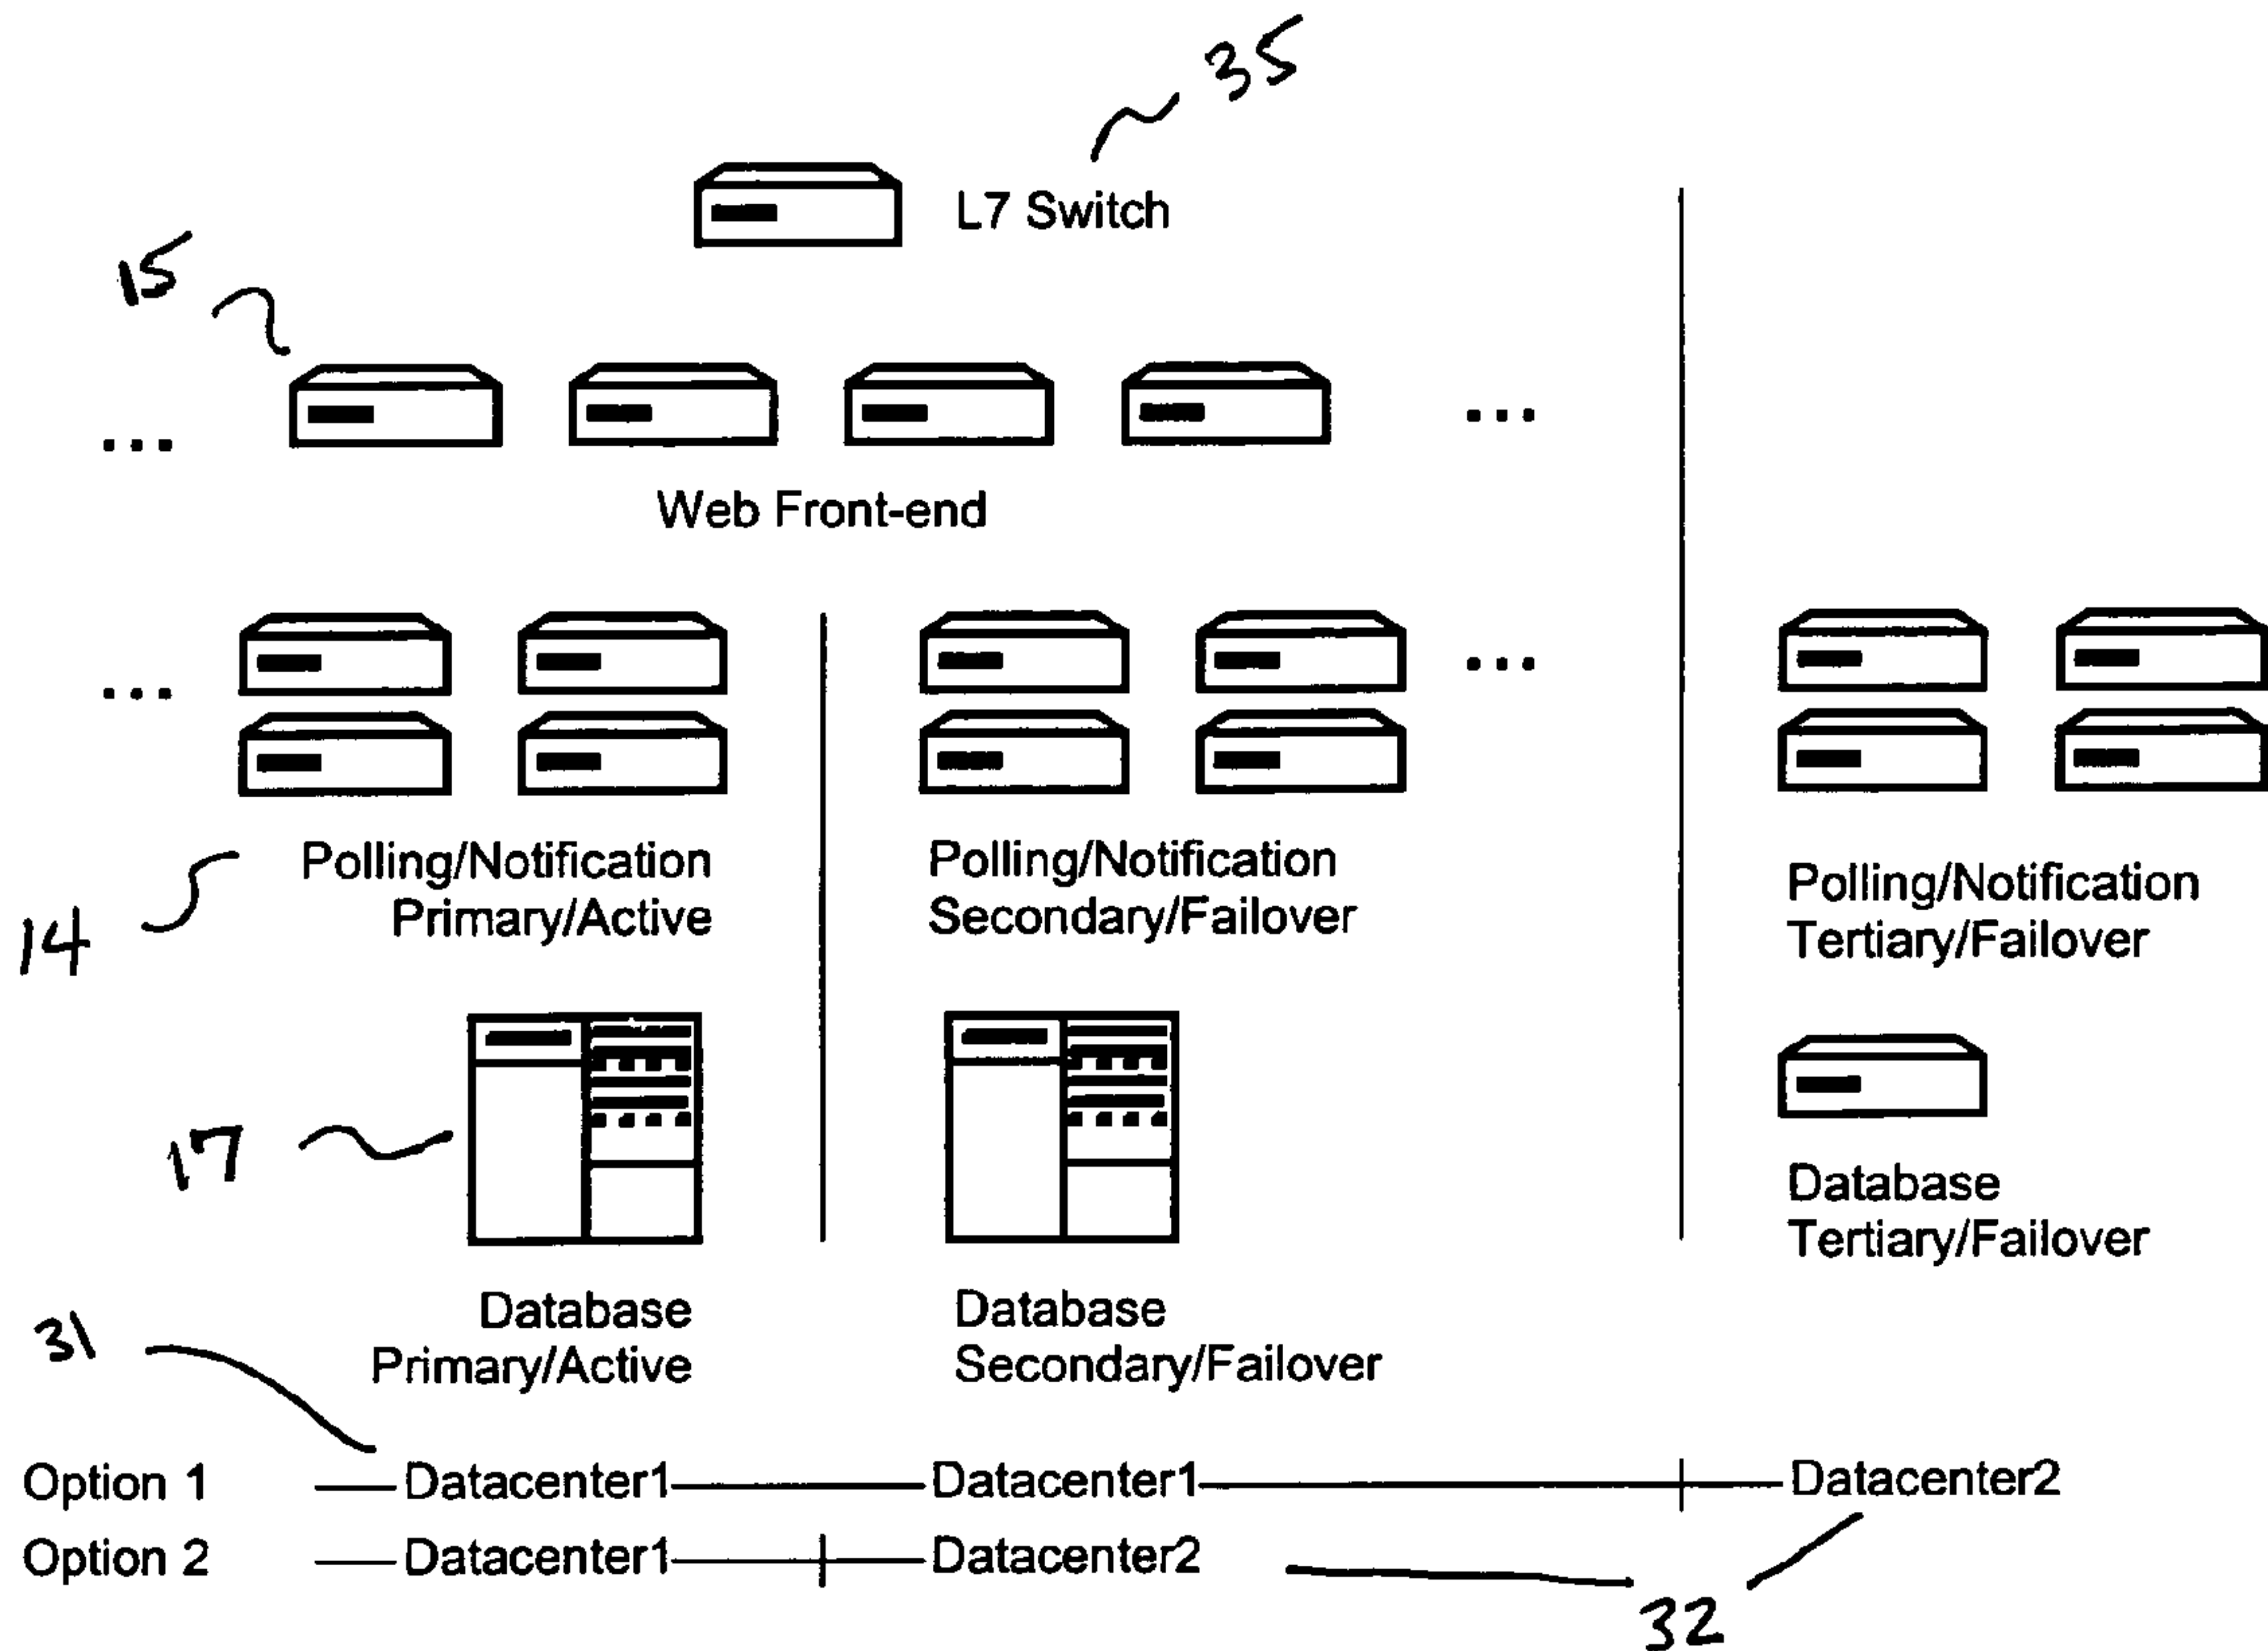 35
L7 Switch
15
...
...
Web Front-end
...
...
Polling/Notification
Primary/Active
Polling/Notification
Secondary/Failover
Polling/Notification
Tertiary/Failover
14
17
Database
Tertiary/Failover
Database
Primary/Active
Database
Secondary/Failover
31
Option 1 Datacenter1 Datacenter1 Datacenter2
Option 2 Datacenter1 Datacenter2
32